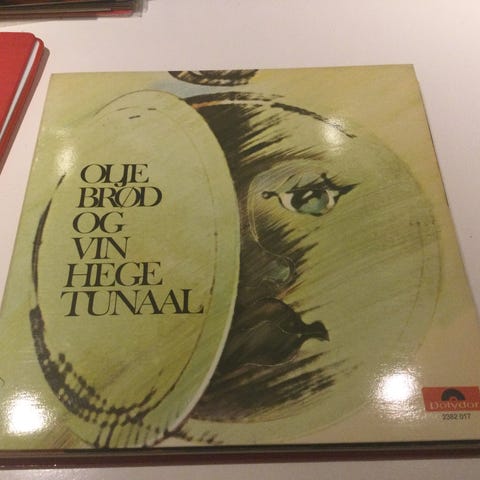 OLJE
BRØD
OG
VIN
HEGE
TUNAAL
Polydor
2382 017